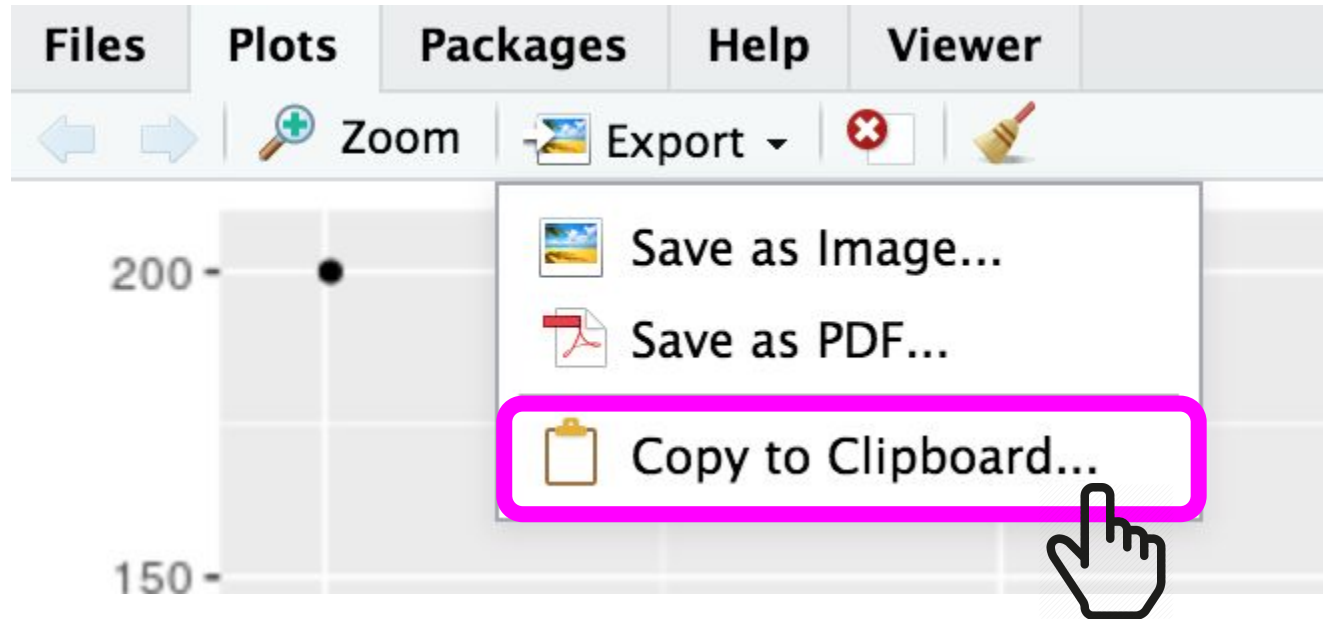 Files Plots Packages Help Viewer
Zoom Export
Save as Image...
200
Save as PDF...
Copy to Clipboard...
150